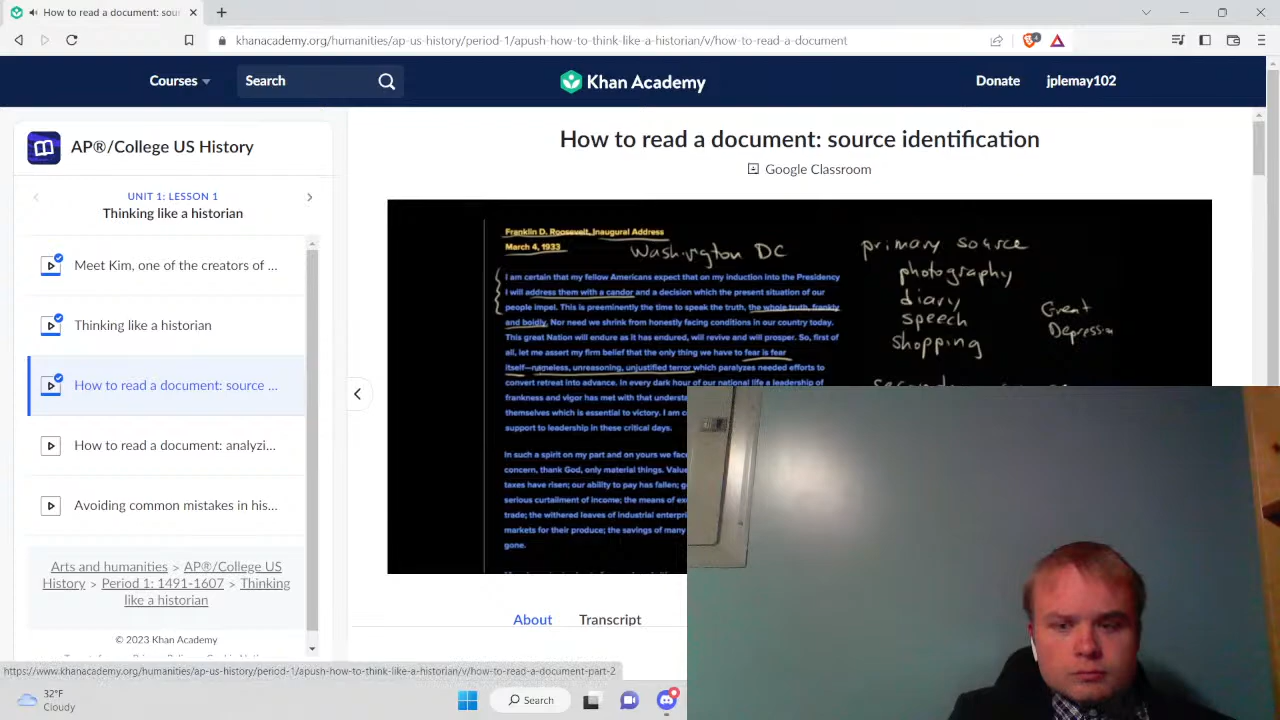 How to read a document: sour
khanacademy.org/humanities/ap-us-history/period-1/apush-how-to-think-like-a-historian/v/how-to-read-a-document
4
Courses
Search
Khan Academy
Donate
jplemay102
AP®/College US History
UNIT 1: LESSON 1
Thinking like a historian
Meet Kim, one of the creators of ...
Thinking like a historian
How to read a document: source ...
How to read a document: analyzi...
Avoiding common mistakes in his...
Arts and humanities > AP®/College US
History > Period 1: 1491-1607 > Thinking
like a historian
© 2023 Khan Academy
How to read a document: source identification
Google Classroom
Franklin D. Roosevelt, Inaugural Address
March 4, 1933
Washington DC
I am certain that my fellow Americans expect that on my induction into the Presidency
I will address them with a candor and a decision which the present situation of our
people impel. This is preeminently the time to speak the truth, the whole truth, frankly
and boldly. Nor need we shrink from honestly facing conditions in our country today.
This great Nation will endure as it has endured, will revive and will prosper. So, first of
all, let me assert my firm belief that the only thing we have to fear is fear
itself—nameless, unreasoning, unjustified terror which paralyzes needed efforts to
convert retreat into advance. In every dark hour of our national life a leadership of
frankness and vigor has met with that understa
themselves which is essential to victory. I am c
support to leadership in these critical days.
In such a spirit on my part and on yours we fac
concern, thank God, only material things. Value
taxes have risen; our ability to pay has fallen; g
serious curtailment of income; the means of ex
trade; the withered leaves of industrial enterpri
markets for their produce; the savings of many
gone.
primary source
photography
diary
speech
shopping
Great
Depression
About
Transcript
https://www.khanacademy.org/humanities/ap-us-history/period-1/apush-how-to-think-like-a-historian/v/how-to-read-a-document-part-2
32°F
Cloudy
Search